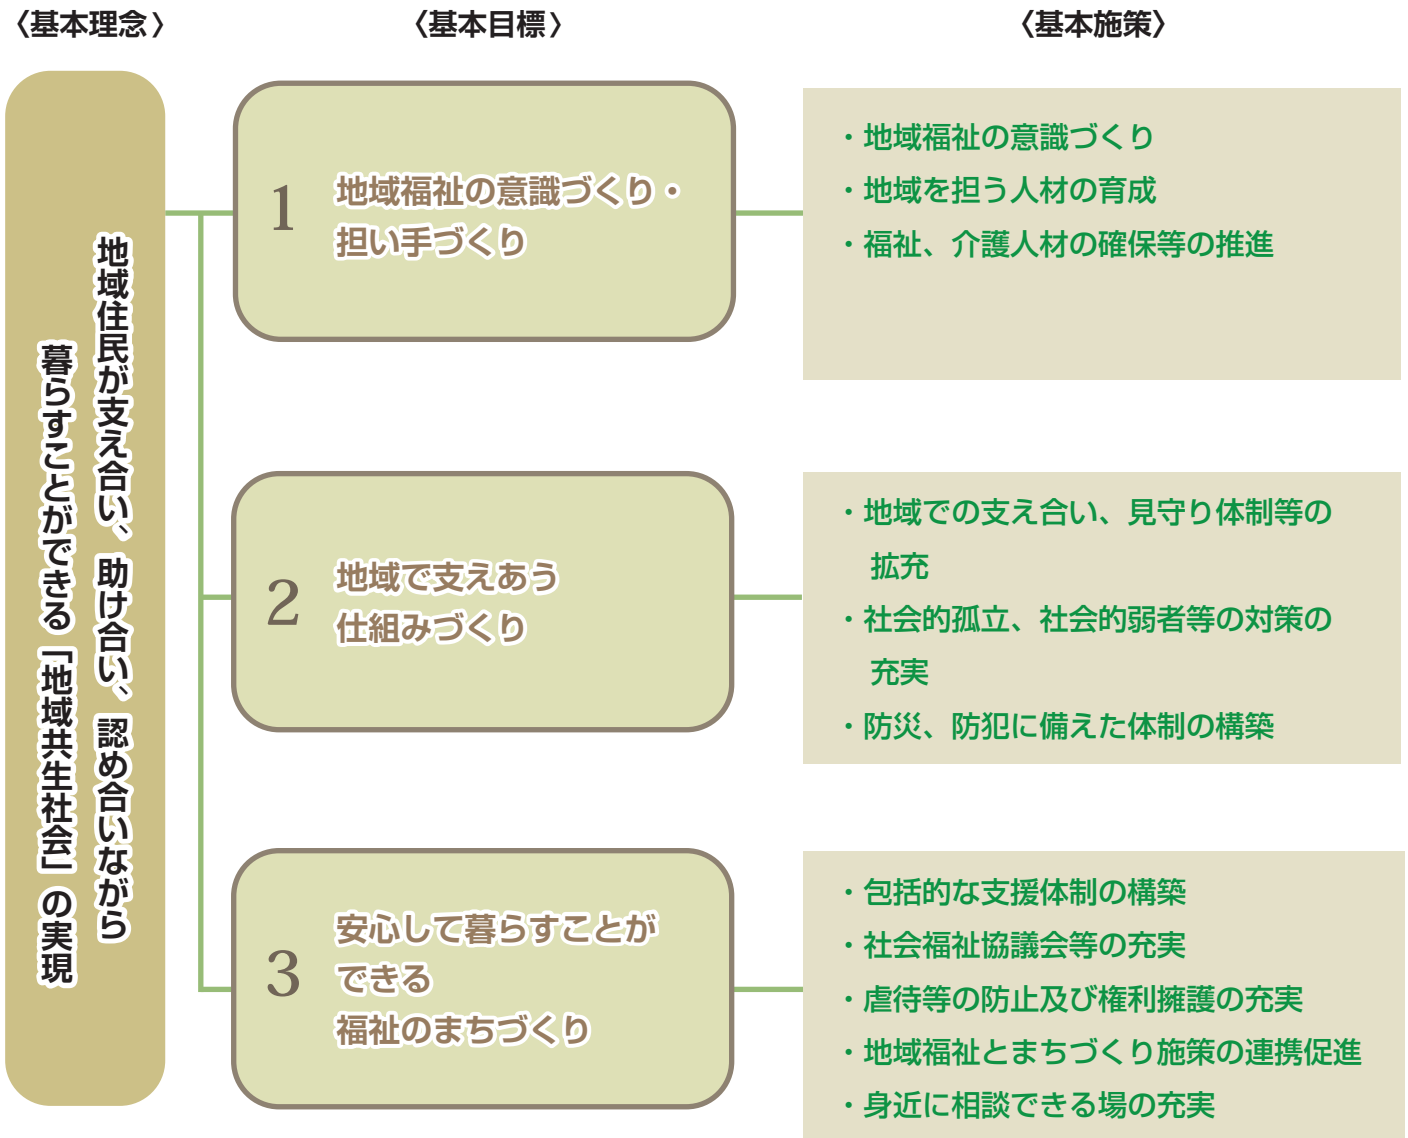 〈基本理念〉
〈基本目標〉
〈基本施策〉
地域住民が支え合い、助け合い、認め合いながら
暮らすことができる「地域共生社会」の実現
1
地域福祉の意識づくり・
担い手づくり
・地域福祉の意識づくり
・地域を担う人材の育成
・福祉、介護人材の確保等の推進
2
地域で支えあう
仕組みづくり
・地域での支え合い、見守り体制等の
拡充
・社会的孤立、社会的弱者等の対策の
充実
・防災、防犯に備えた体制の構築
3
安心して暮らすことが
できる
福祉のまちづくり
・包括的な支援体制の構築
・社会福祉協議会等の充実
・虐待等の防止及び権利擁護の充実
・地域福祉とまちづくり施策の連携促進
・身近に相談できる場の充実